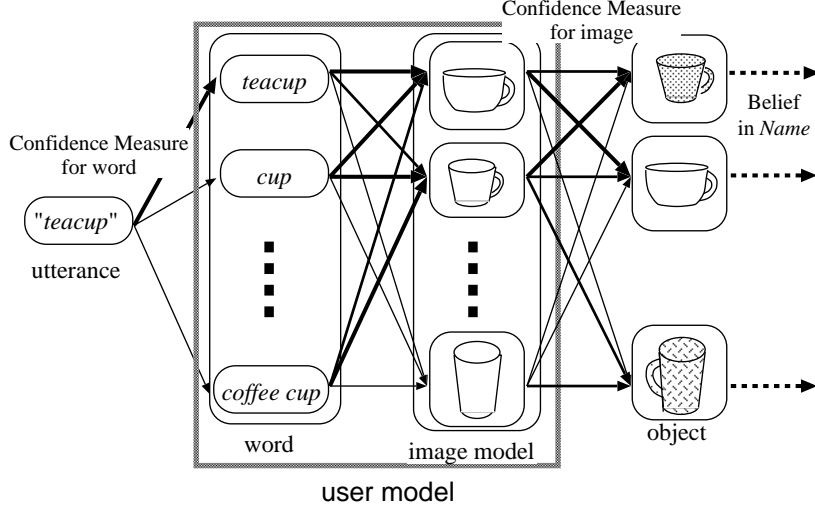 Confidence Measure
for image
teacup
Belief
in Name
Confidence Measure
for word
cup
"teacup"
utterance
coffee cup
word
image model
object
user model